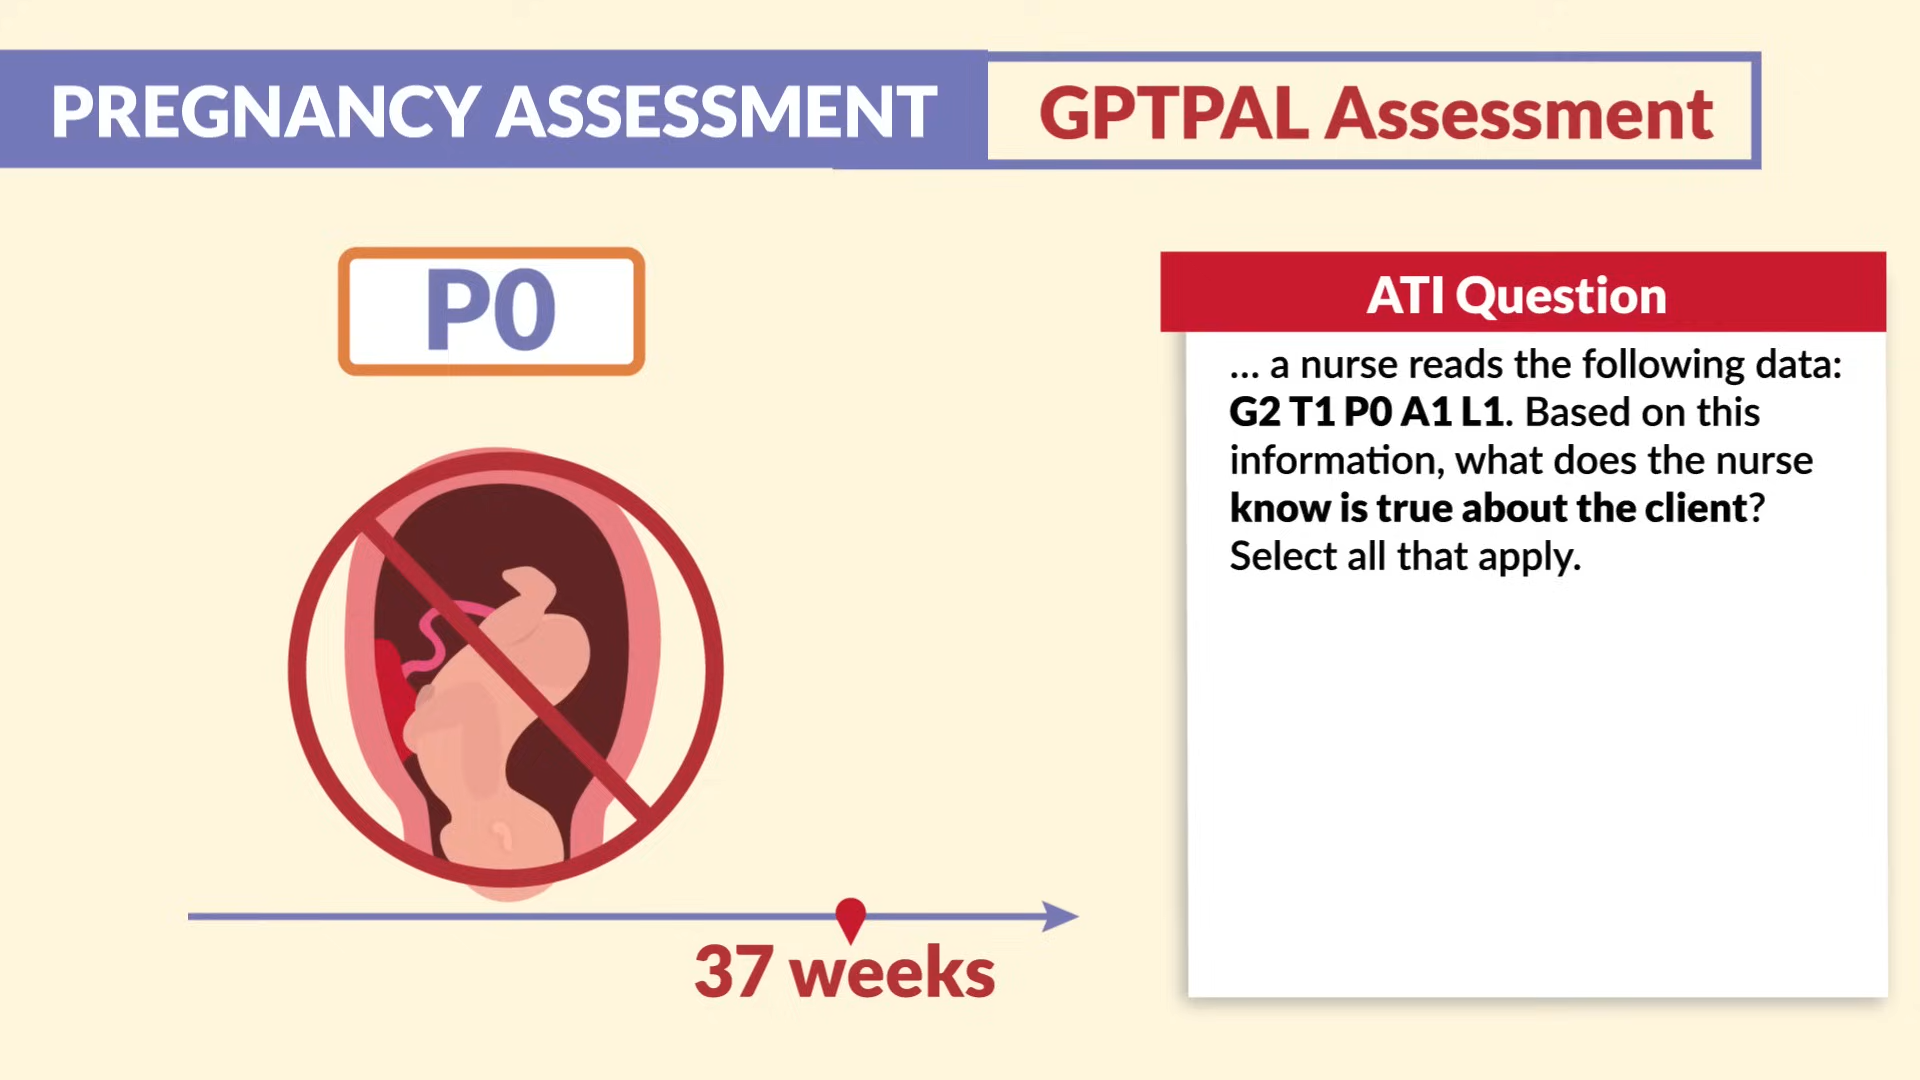 PREGNANCY ASSESSMENT
GPTPAL Assessment
P0
37 weeks
ATI Question
... a nurse reads the following data:
G2 T1 P0 A1 L1. Based on this
information, what does the nurse
know is true about the client?
Select all that apply.